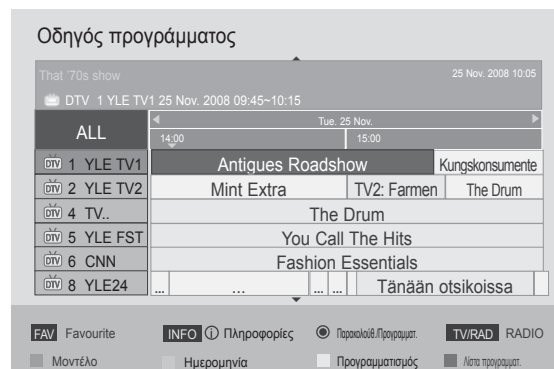 Οδηγός προγράμματος
That '70s show 25 Nov. 2008 10:05
DTV 1 YLE TV1 25 Nov. 2008 09:45~10:15
ALL Tue. 25 Nov.
14:00 15:00
DTV 1 YLE TV1 Antigues Roadshow Kungskonsumente
DTV 2 YLE TV2 Mint Extra TV2: Farmen The Drum
DTV 4 TV.. The Drum
DTV 5 YLE FST You Call The Hits
DTV 6 CNN Fashion Essentials
DTV 8 YLE24 ... ... ... ... Tänään otsikoissa
FAV Favourite INFO ⓘ Πληροφορίες Παρακολούθ./Προγραμματ. TV/RAD RADIO
Μοντέλο Ημερομηνία Προγραμματισμός Λίστα προγραμματ.